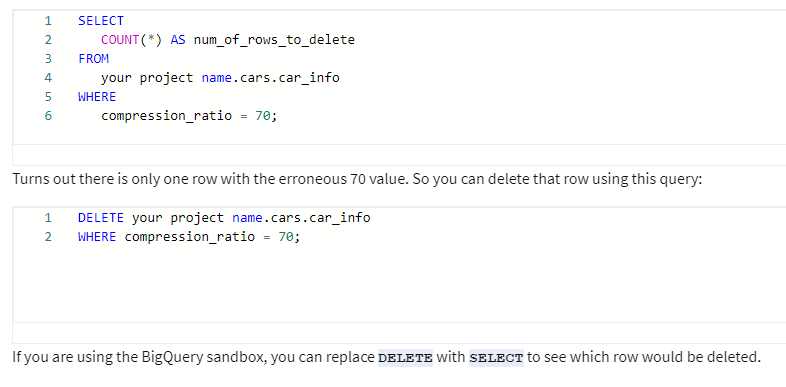 1 SELECT
2 COUNT(*) AS num_of_rows_to_delete
3 FROM
4 your project name.cars.car_info
5 WHERE
6 compression_ratio = 70;
Turns out there is only one row with the erroneous 70 value. So you can delete that row using this query:
1 DELETE your project name.cars.car_info
2 WHERE compression_ratio = 70;
If you are using the BigQuery sandbox, you can replace DELETE with SELECT to see which row would be deleted.